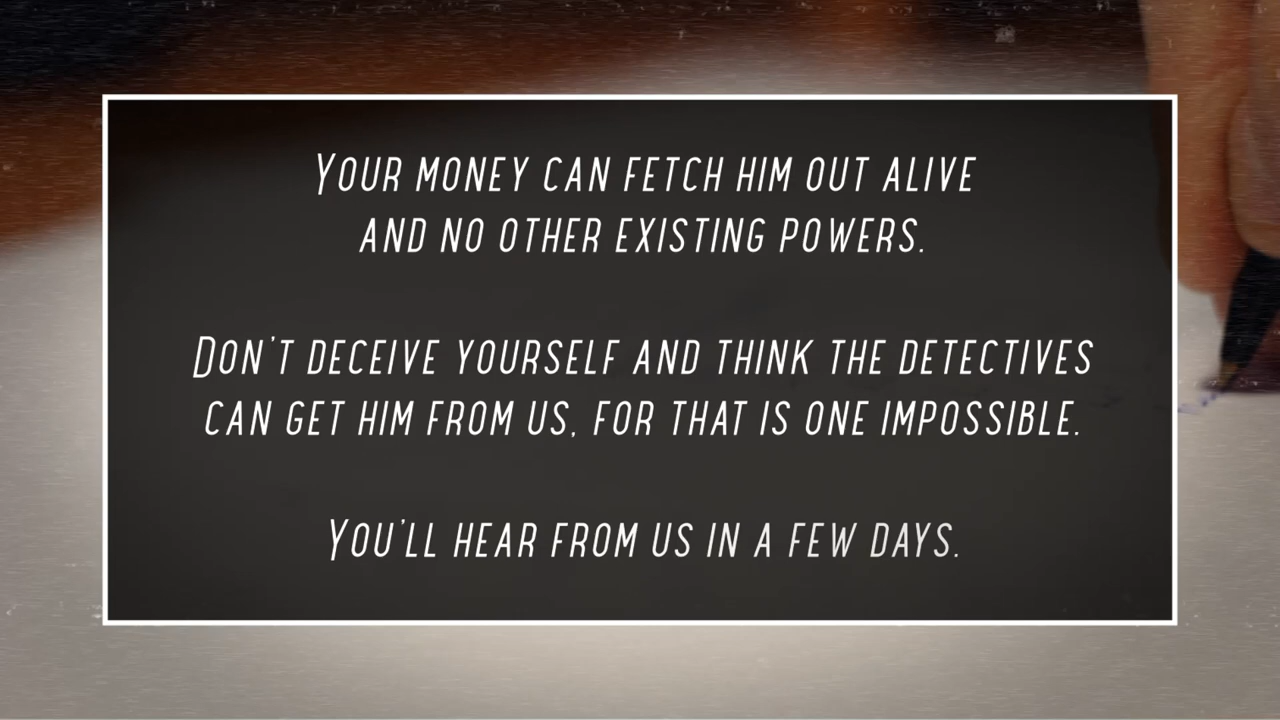 Your money can fetch him out alive
and no other existing powers.
Don't deceive yourself and think the detectives
can get him from us, for that is one impossible.
You'll hear from us in a few days.